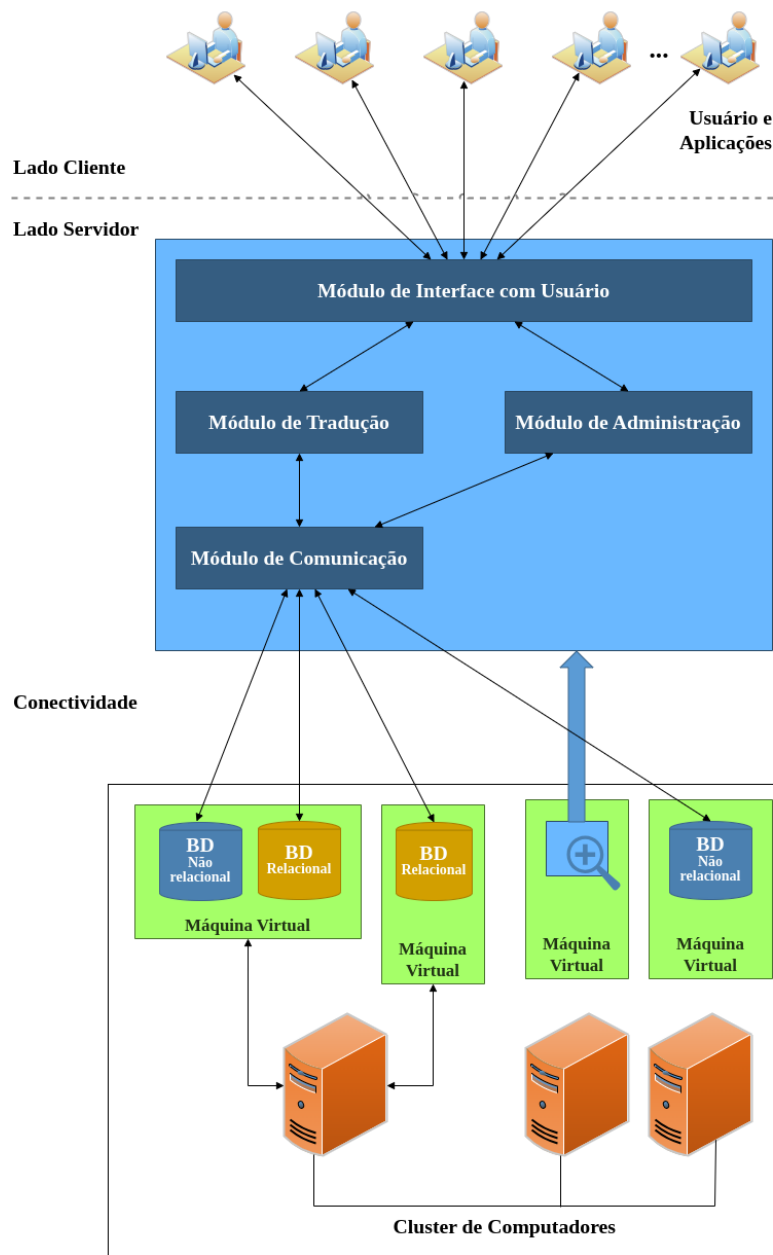 ...
Usuário e
Aplicações
Lado Cliente
Lado Servidor
Módulo de Interface com Usuário
Módulo de Tradução
Módulo de Administração
Módulo de Comunicação
Conectividade
BD
Não
relacional
BD
Relacional
Máquina Virtual
BD
Relacional
Máquina
Virtual
Máquina
Virtual
BD
Não
relacional
Máquina
Virtual
Cluster de Computadores